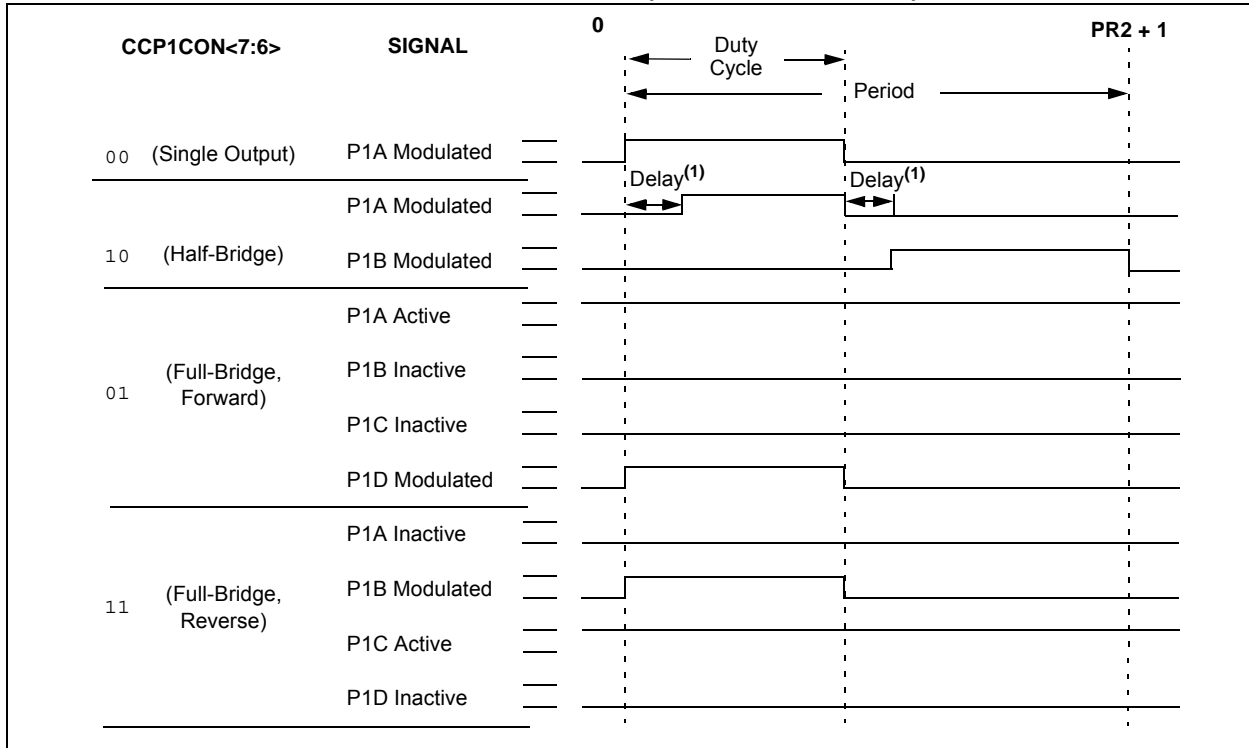 0
PR2 + 1
CCP1CON<7:6>
SIGNAL
Duty
Cycle
Period
00
(Single Output)
P1A Modulated
Delay(1)
Delay(1)
P1A Modulated
10
(Half-Bridge)
P1B Modulated
P1A Active
01
(Full-Bridge,
Forward)
P1B Inactive
P1C Inactive
P1D Modulated
P1A Inactive
11
(Full-Bridge,
Reverse)
P1B Modulated
P1C Active
P1D Inactive